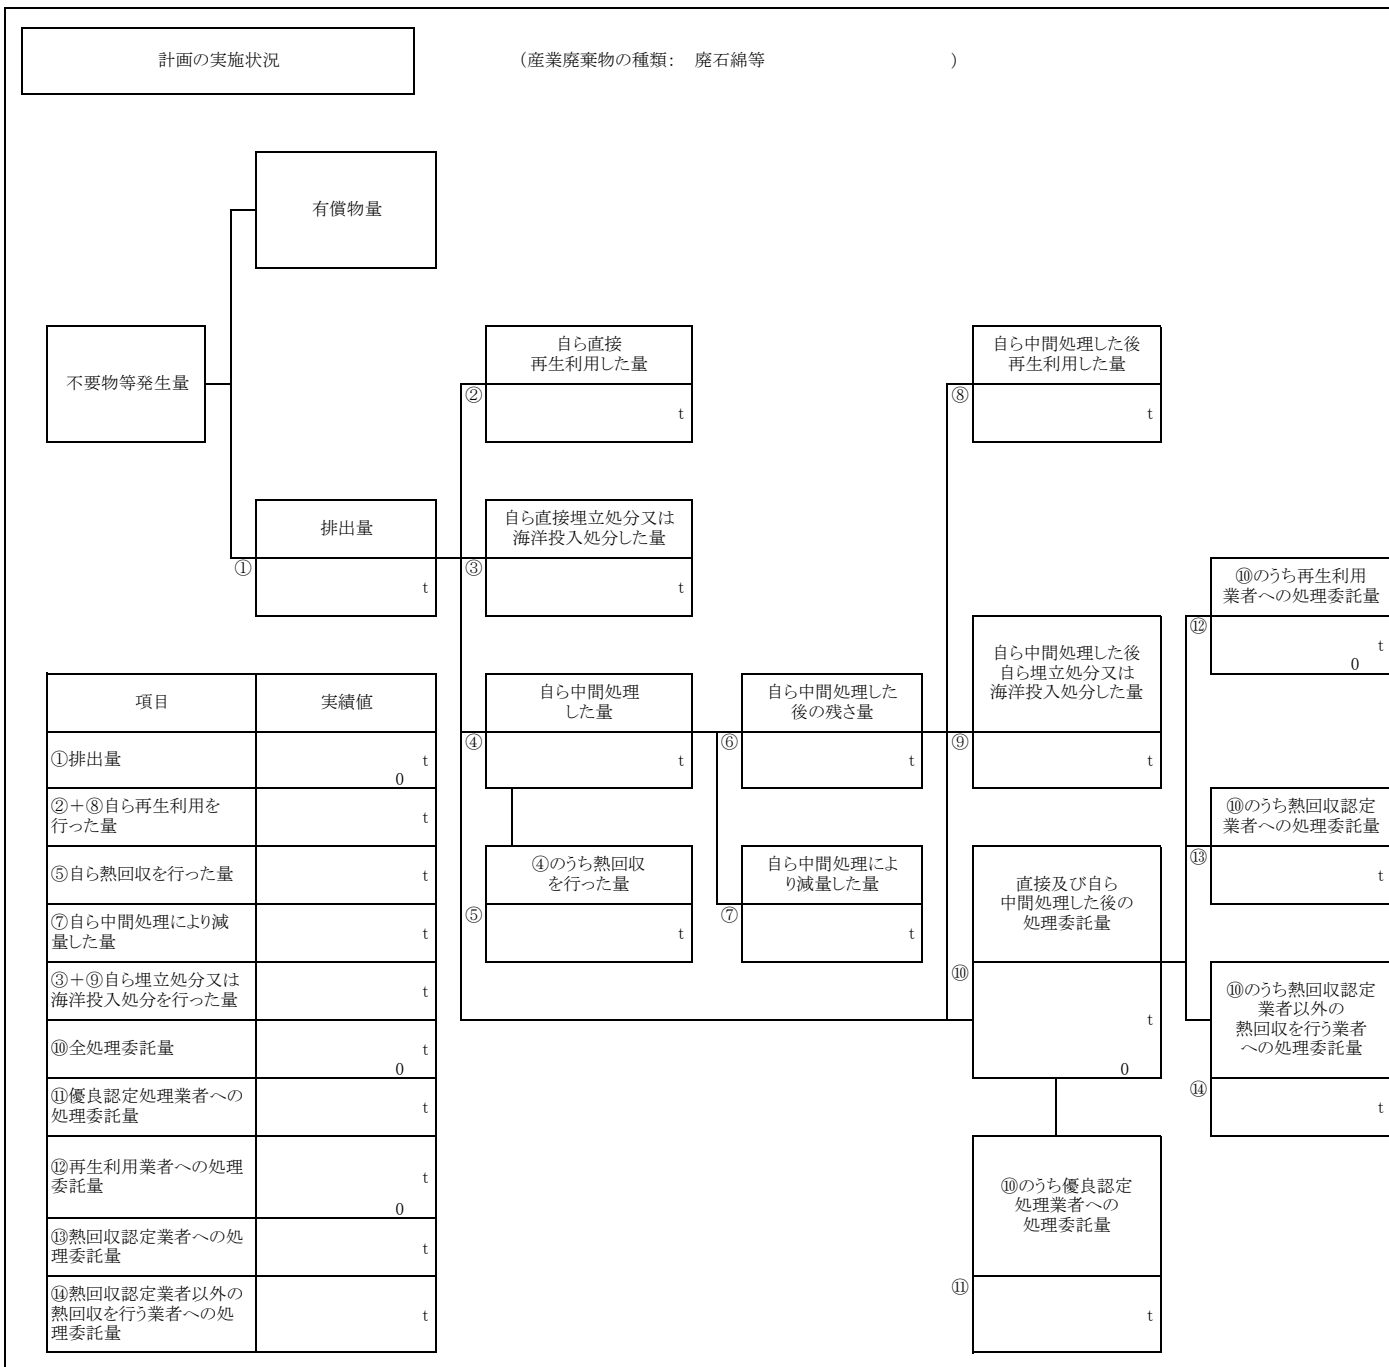 計画の実施状況
（産業廃棄物の種類： 廃石綿等 ）
有償物量
不要物等発生量
自ら直接
再生利用した量
②
t
自ら中間処理した後
再生利用した量
⑧
t
排出量
①
t
自ら直接埋立処分又は
海洋投入処分した量
③
t
⑩のうち再生利用
業者への処理委託量
⑫
t
0
自ら中間処理した後
自ら埋立処分又は
海洋投入処分した量
⑨
t
自ら中間処理
した量
④
t
自ら中間処理した
後の残さ量
⑥
t
④のうち熱回収
を行った量
⑤
t
自ら中間処理によ
り減量した量
⑦
t
直接及び自ら
中間処理した後の
処理委託量
⑩
t
0
⑩のうち熱回収認定
業者への処理委託量
⑬
t
⑩のうち熱回収認定
業者以外の
熱回収を行う業者
への処理委託量
⑭
t
⑩のうち優良認定
処理業者への
処理委託量
⑪
t
項目 実績値
①排出量 t
0
②＋⑧自ら再生利用を
行った量 t
⑤自ら熱回収を行った量 t
⑦自ら中間処理により減
量した量 t
③＋⑨自ら埋立処分又は
海洋投入処分を行った量 t
⑩全処理委託量 t
0
⑪優良認定処理業者への
処理委託量 t
⑫再生利用業者への処理
委託量 t
0
⑬熱回収認定業者への処
理委託量 t
⑭熱回収認定業者以外の
熱回収を行う業者への処
理委託量 t